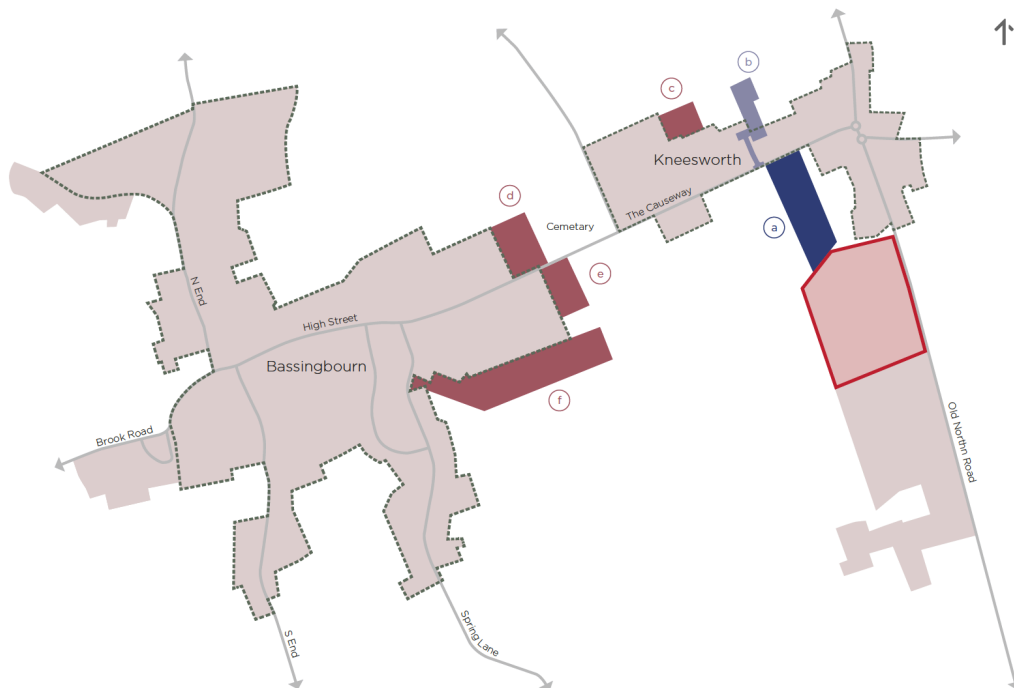 b
c
Kneesworth
d
The Causeway
Cemetary
a
e
N End
High Street
Bassingbourn
f
Brook Road
Old Northn Road
Spring Lane
S End